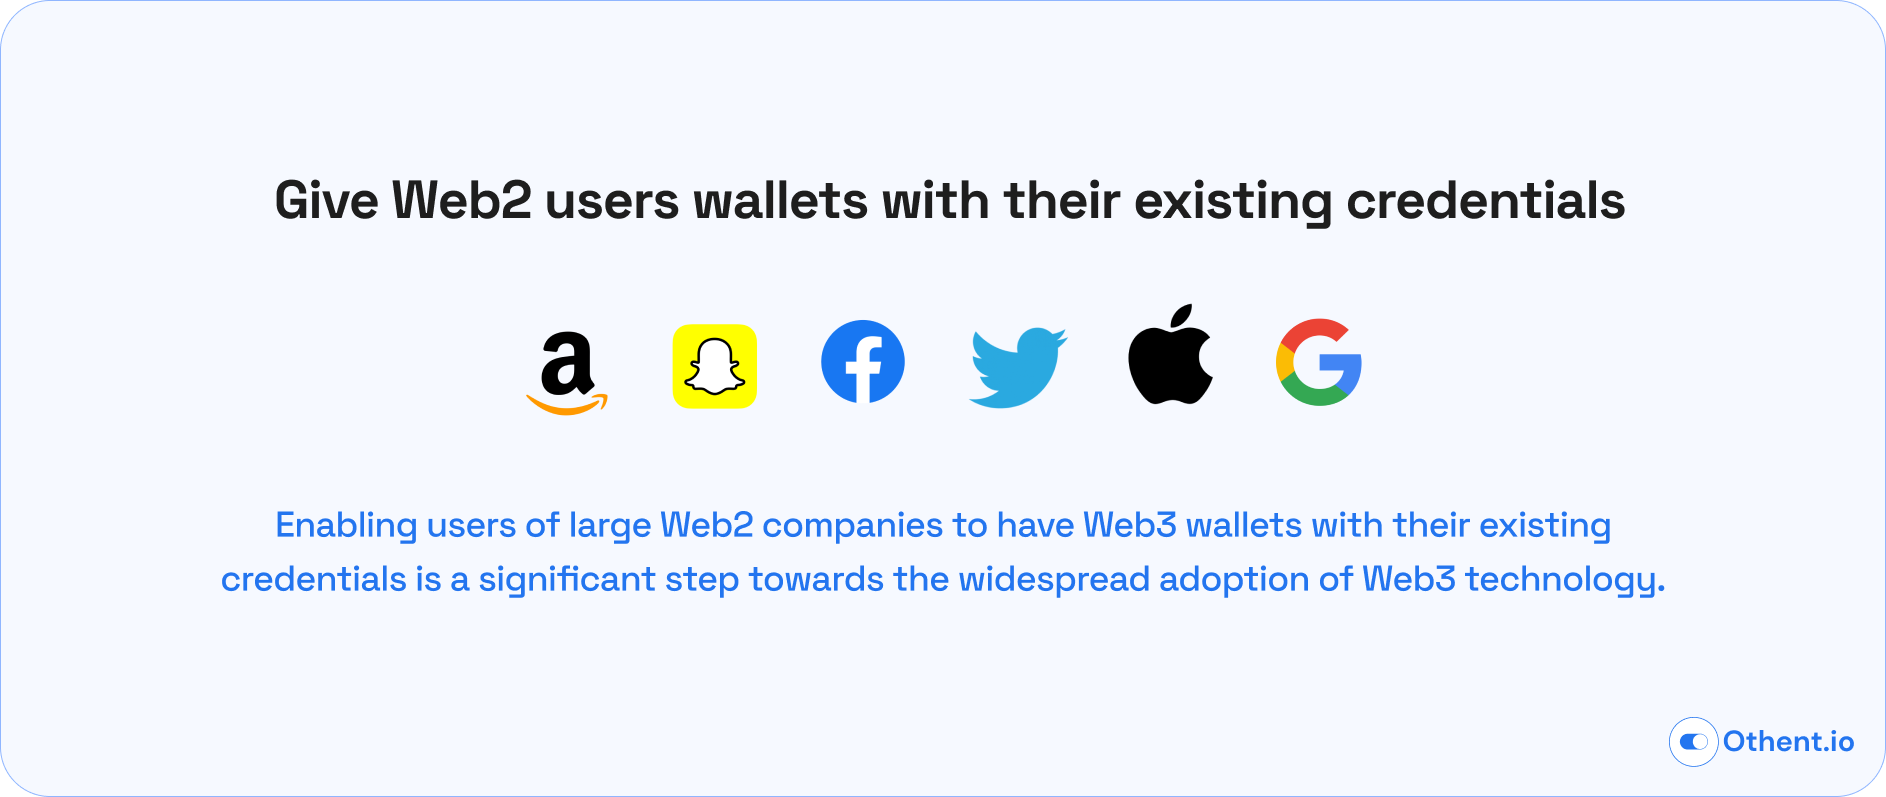 Give Web2 users wallets with their existing credentials
Enabling users of large Web2 companies to have Web3 wallets with their existing
credentials is a significant step towards the widespread adoption of Web3 technology.
Othent.io